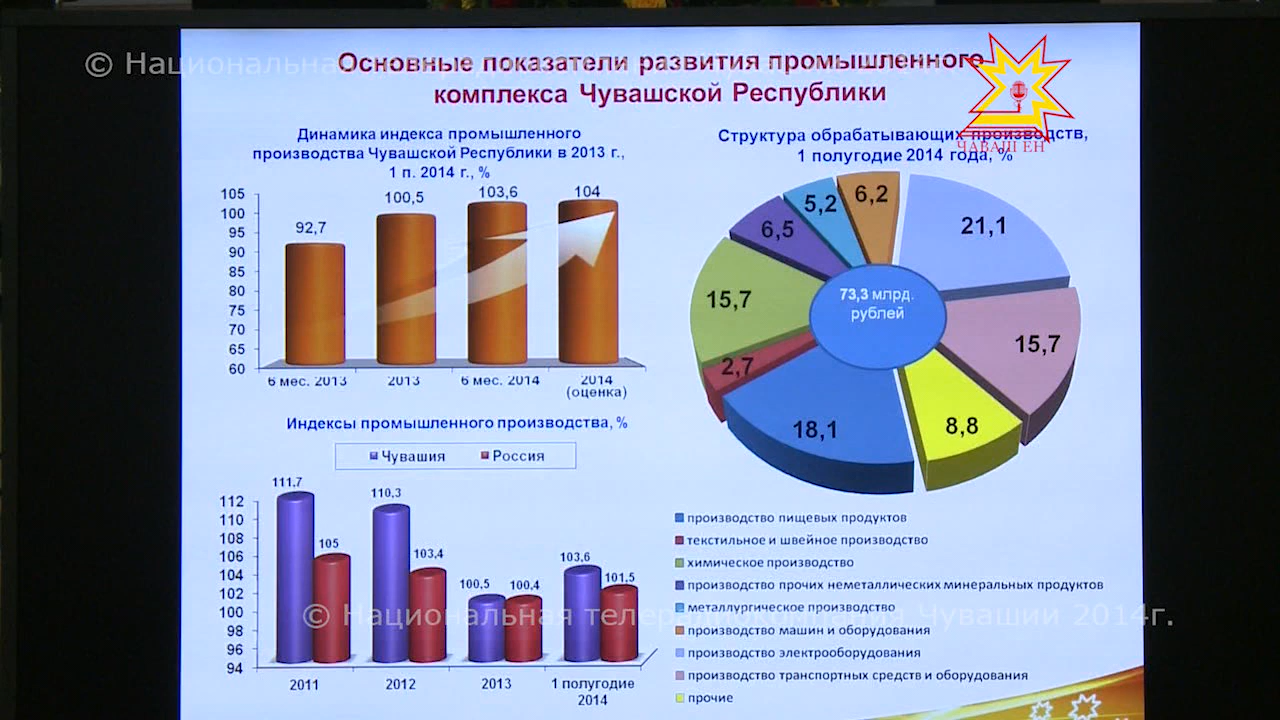 © Национальная телерадиокомпания Чувашии 2014г.
Основные показатели развития промышленного
комплекса Чувашской Республики
ЧĂВАШ ЕН
Динамика индекса промышленного
производства Чувашской Республики в 2013 г.,
1 п. 2014 г., %
105
100
95
90
85
80
75
70
65
60
92,7
100,5
103,6
104
6 мес. 2013
2013
6 мес. 2014
2014
(оценка)
Индексы промышленного производства, %
Чувашия
Россия
112
110
108
106
104
102
100
98
96
94
111,7
105
110,3
103,4
100,5
100,4
103,6
101,5
2011
2012
2013
1 полугодие
2014
Структура обрабатывающих производств,
1 полугодие 2014 года, %
6,2
21,1
5,2
6,5
15,7
73,3 млрд.
рублей
15,7
2,7
18,1
8,8
производство пищевых продуктов
текстильное и швейное производство
химическое производство
производство прочих неметаллических минеральных продуктов
металлургическое производство
производство машин и оборудования
производство электрооборудования
производство транспортных средств и оборудования
прочие
© Национальная телерадиокомпания Чувашии 2014г.